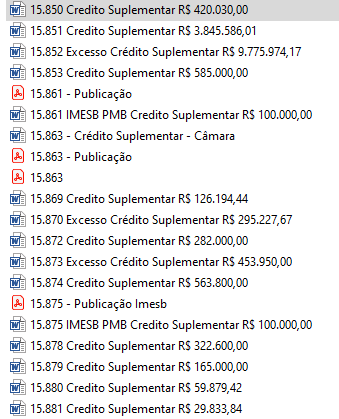 15.850 Credito Suplementar R$ 420.030,00
15.851 Credito Suplementar R$ 3.845.586,01
15.852 Excesso Crédito Suplementar R$ 9.775.974,17
15.853 Credito Suplementar R$ 585.000,00
15.861 - Publicação
15.861 IMESB PMB Credito Suplementar R$ 100.000,00
15.863 - Crédito Suplementar - Câmara
15.863 - Publicação
15.863
15.869 Credito Suplementar R$ 126.194,44
15.870 Excesso Crédito Suplementar R$ 295.227,67
15.872 Credito Suplementar R$ 282.000,00
15.873 Excesso Crédito Suplementar R$ 453.950,00
15.874 Credito Suplementar R$ 563.800,00
15.875 - Publicação Imesb
15.875 IMESB PMB Credito Suplementar R$ 100.000,00
15.878 Credito Suplementar R$ 322.600,00
15.879 Credito Suplementar R$ 165.000,00
15.880 Credito Suplementar R$ 59.879,42
15.881 Credito Suplementar R$ 29.833,84